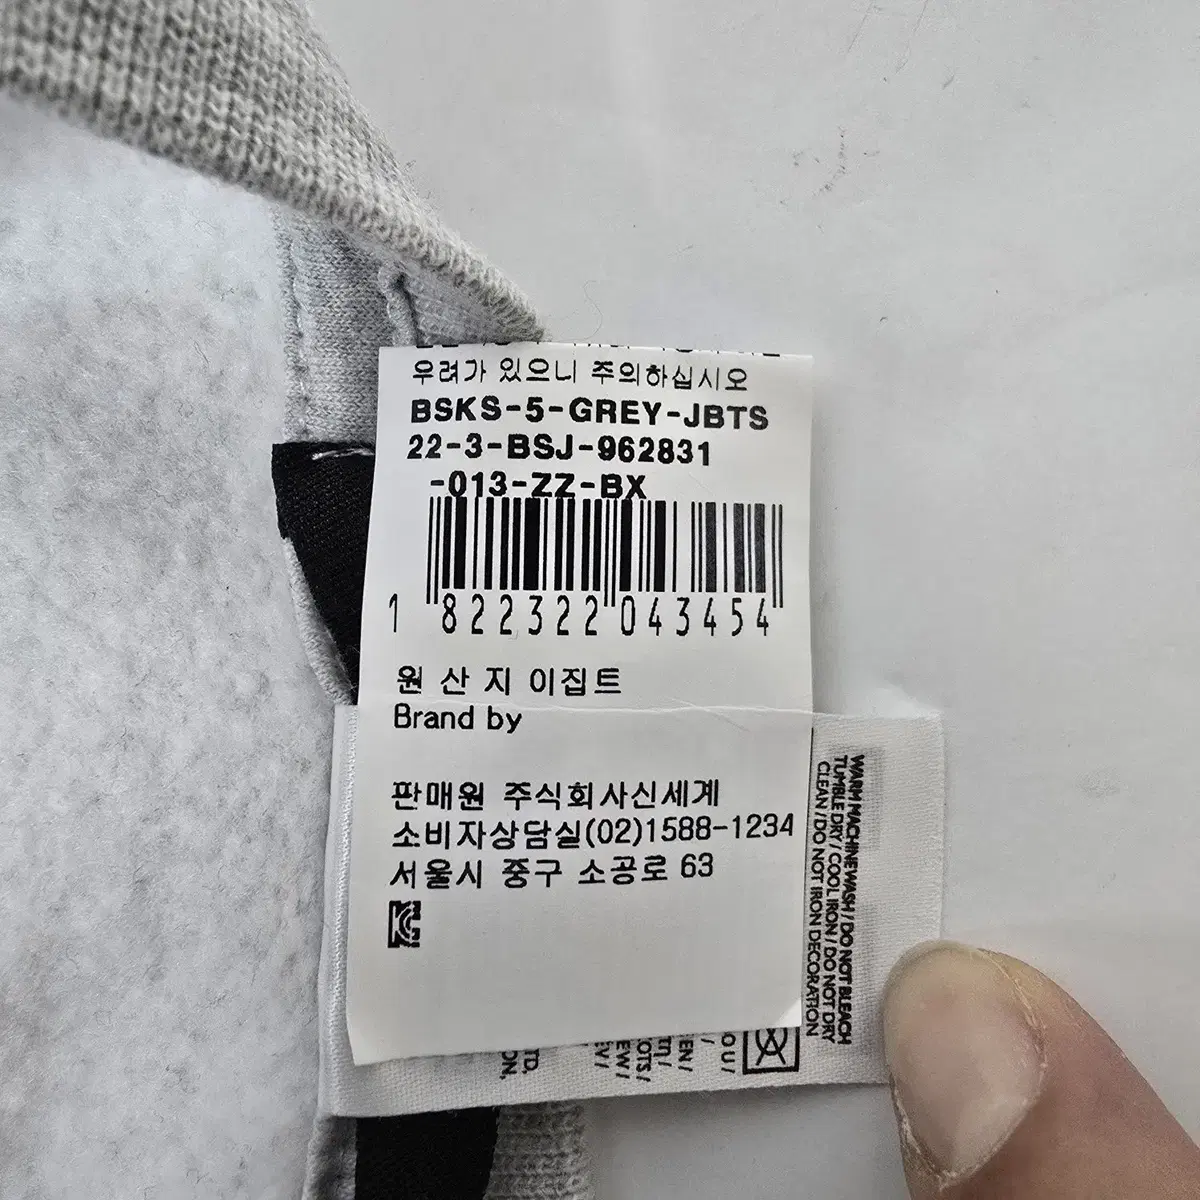 우려가 있으니 주의하십시오
BSKS-5-GREY-JBTS
22-3-BSJ-962831
-013-ZZ-BX
1 822322 043454
원 산 지 이집트
Brand by
판매원 주식회사신세계
소비자상담실(02)1588-1234
서울시 중구 소공로 63
WARM MACHINE WASH / DO NOT BLEACH
TUMBLE DRY / COOL IRON / DO NOT DRY
CLEAN / DO NOT IRON DECORATION